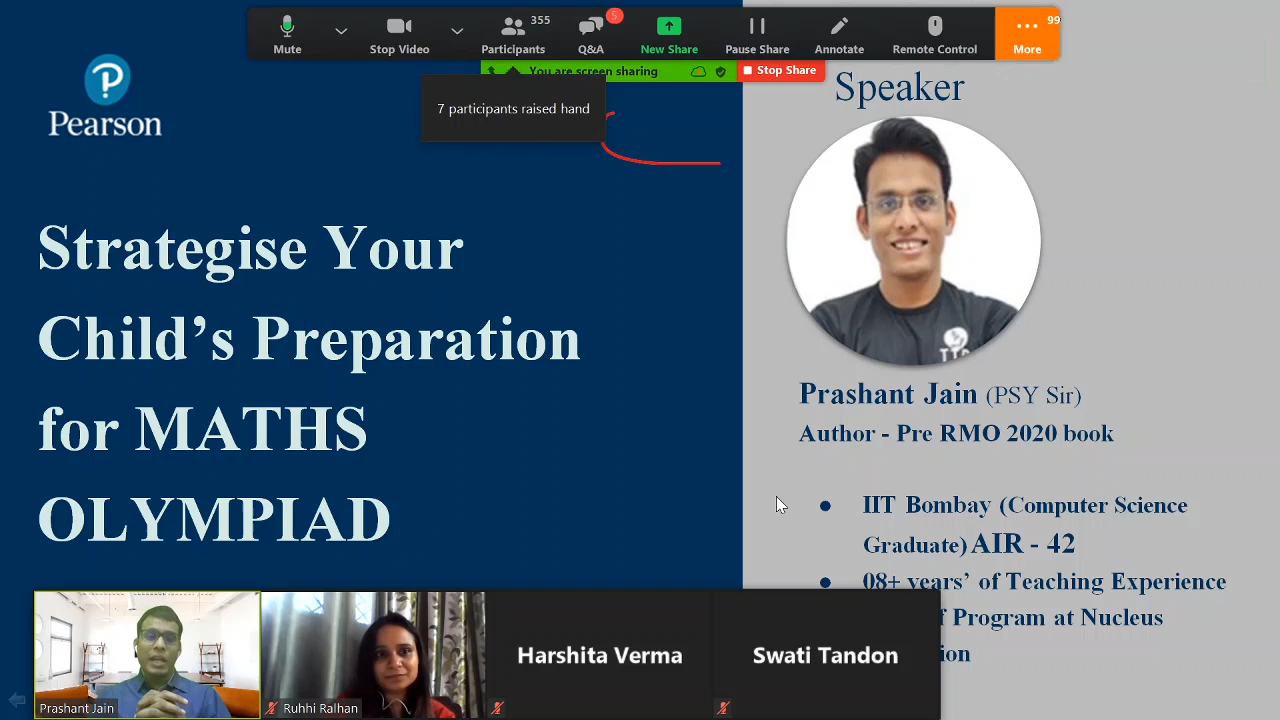 Mute
Stop Video
Participants
355
Q&A
5
New Share
Pause Share
Annotate
Remote Control
More
99
You are screen sharing
Stop Share
7 participants raised hand
Pearson
Strategise Your
Child’s Preparation
for MATHS
OLYMPIAD
Speaker
Prashant Jain (PSY Sir)
Author - Pre RMO 2020 book
● IIT Bombay (Computer Science
Graduate) AIR - 42
● 08+ years’ of Teaching Experience
of Program at Nucleus
Prashant Jain
Ruhhi Ralhan
Harshita Verma
Swati Tandon